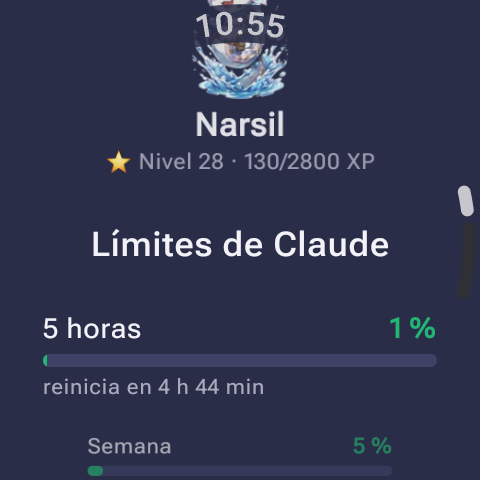 10:55
Narsil
⭐ Nivel 28 · 130/2800 XP
Límites de Claude
5 horas 1%
reinicia en 4 h 44 min
Semana 5 %